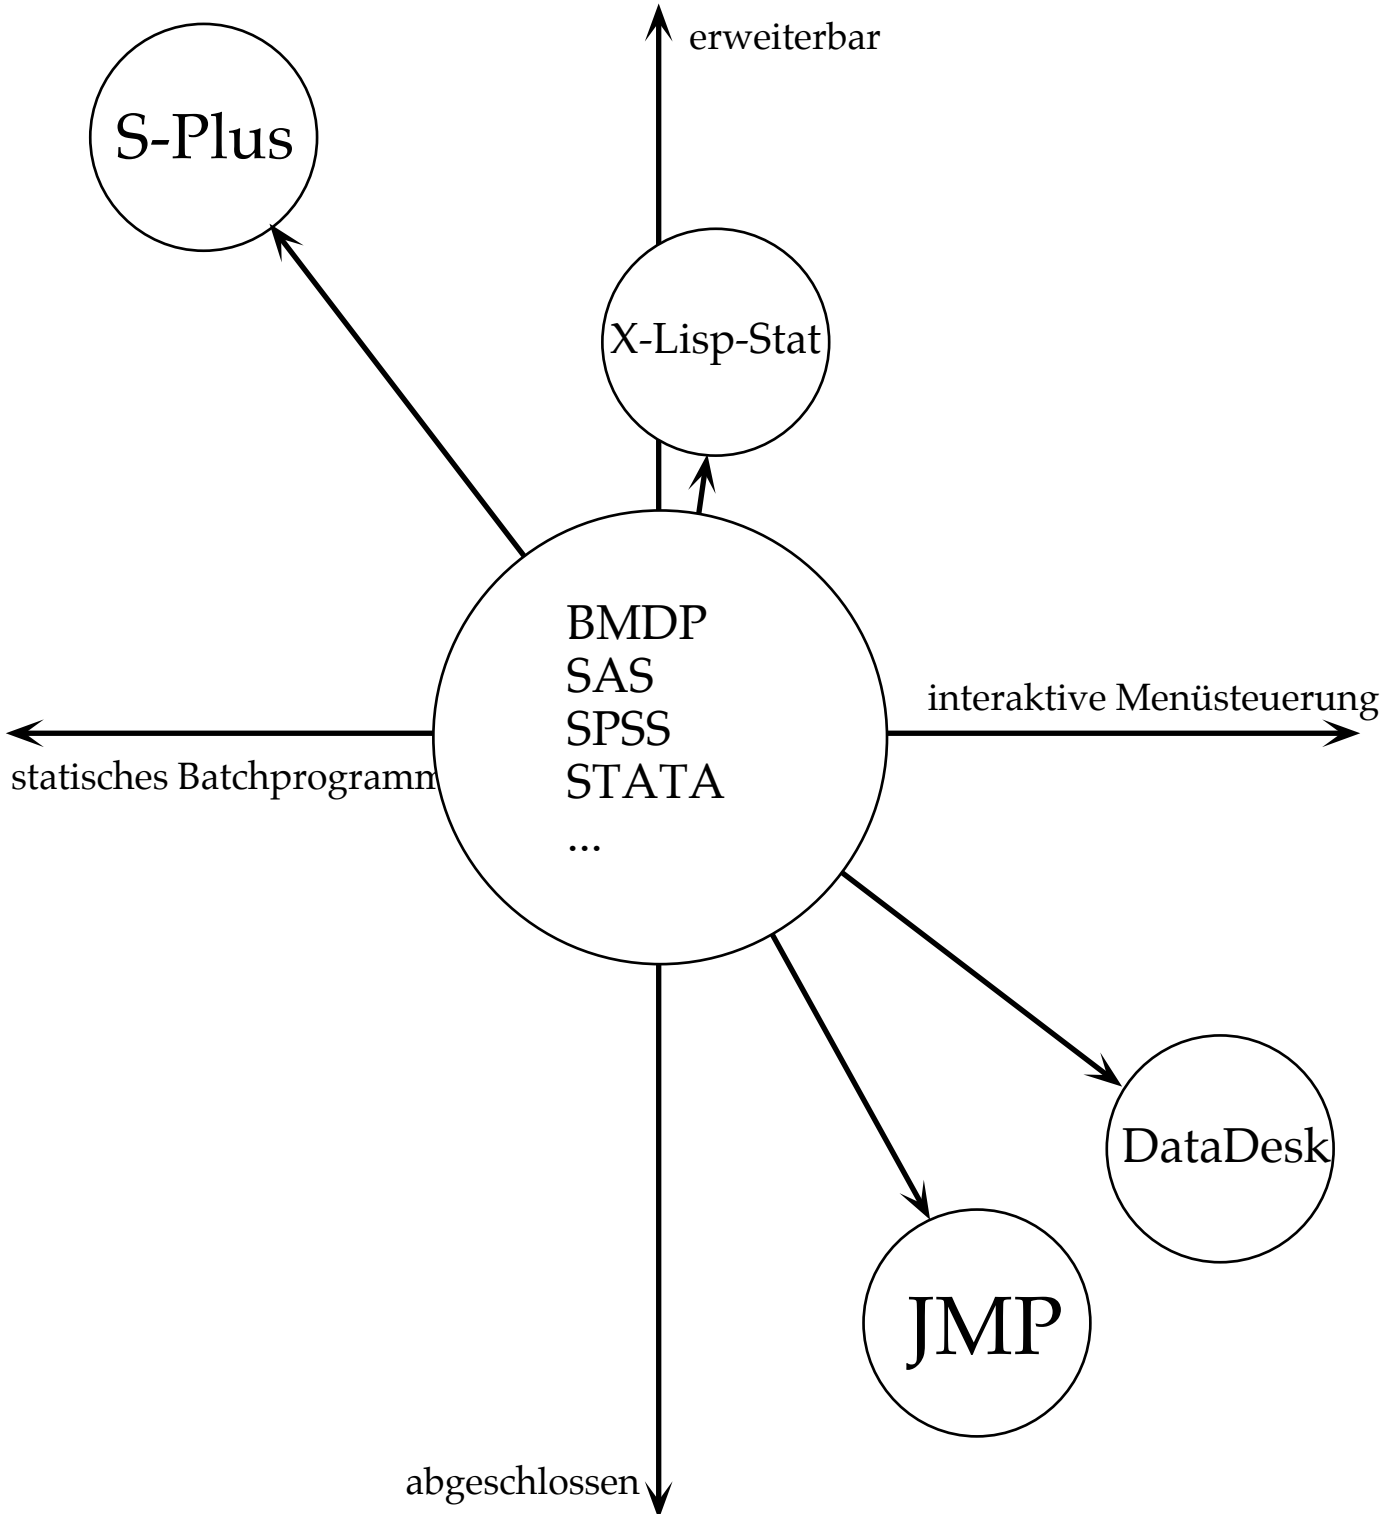 erweiterbar
S-Plus
X-Lisp-Stat
BMDP
SAS
SPSS
STATA
...
interaktive Menüsteuerung
statisches Batchprogramm
DataDesk
JMP
abgeschlossen